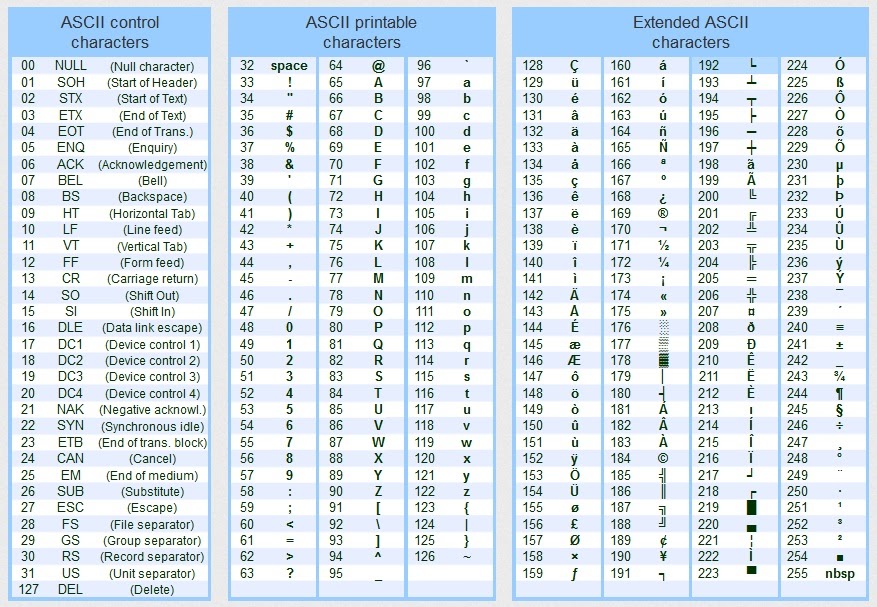 ASCII control
characters
00 NULL (Null character)
01 SOH (Start of Header)
02 STX (Start of Text)
03 ETX (End of Text)
04 EOT (End of Trans.)
05 ENQ (Enquiry)
06 ACK (Acknowledgement)
07 BEL (Bell)
08 BS (Backspace)
09 HT (Horizontal Tab)
10 LF (Line feed)
11 VT (Vertical Tab)
12 FF (Form feed)
13 CR (Carriage return)
14 SO (Shift Out)
15 SI (Shift In)
16 DLE (Data link escape)
17 DC1 (Device control 1)
18 DC2 (Device control 2)
19 DC3 (Device control 3)
20 DC4 (Device control 4)
21 NAK (Negative acknowl.)
22 SYN (Synchronous idle)
23 ETB (End of trans. block)
24 CAN (Cancel)
25 EM (End of medium)
26 SUB (Substitute)
27 ESC (Escape)
28 FS (File separator)
29 GS (Group separator)
30 RS (Record separator)
31 US (Unit separator)
127 DEL (Delete)
ASCII printable
characters
32 space 64 @ 96 `
33 ! 65 A 97 a
34 " 66 B 98 b
35 # 67 C 99 c
36 $ 68 D 100 d
37 % 69 E 101 e
38 & 70 F 102 f
39 ' 71 G 103 g
40 ( 72 H 104 h
41 ) 73 I 105 i
42 * 74 J 106 j
43 + 75 K 107 k
44 , 76 L 108 l
45 - 77 M 109 m
46 . 78 N 110 n
47 / 79 O 111 o
48 0 80 P 112 p
49 1 81 Q 113 q
50 2 82 R 114 r
51 3 83 S 115 s
52 4 84 T 116 t
53 5 85 U 117 u
54 6 86 V 118 v
55 7 87 W 119 w
56 8 88 X 120 x
57 9 89 Y 121 y
58 : 90 Z 122 z
59 ; 91 [ 123 {
60 < 92 \ 124 |
61 = 93 ] 125 }
62 > 94 ^ 126 ~
63 ? 95 _
Extended ASCII
characters
128 Ç 160 á 192 └ 224 Ó
129 ü 161 í 193 ┴ 225 ß
130 é 162 ó 194 ┬ 226 Ô
131 â 163 ú 195 ├ 227 Ò
132 ä 164 ñ 196 ─ 228 õ
133 à 165 Ñ 197 ┼ 229 Õ
134 å 166 ª 198 ã 230 µ
135 ç 167 º 199 Ã 231 þ
136 ê 168 ¿ 200 ╚ 232 Þ
137 ë 169 ® 201 ╔ 233 Ú
138 è 170 ¬ 202 ╩ 234 Û
139 ï 171 ½ 203 ╦ 235 Ù
140 î 172 ¼ 204 ╠ 236 ý
141 ì 173 ¡ 205 ═ 237 Ý
142 Ä 174 « 206 ╬ 238 ¯
143 Å 175 » 207 ¤ 239 ´
144 É 176 ░ 208 ð 240 ≡
145 æ 177 ▒ 209 Ð 241 ±
146 Æ 178 ▓ 210 Ê 242 _
147 ô 179 │ 211 Ë 243 ¾
148 ö 180 ┤ 212 È 244 ¶
149 ò 181 Á 213 ı 245 §
150 û 182 Â 214 Í 246 ÷
151 ù 183 À 215 Î 247 ¸
152 ÿ 184 © 216 Ï 248 °
153 Ö 185 ╣ 217 ┘ 249 ¨
154 Ü 186 ║ 218 ┌ 250 ·
155 ø 187 ╗ 219 █ 251 ¹
156 £ 188 ╝ 220 ▄ 252 ³
157 Ø 189 ¢ 221 ¦ 253 ²
158 × 190 ¥ 222 Ì 254 ■
159 ƒ 191 ┐ 223 ▀ 255 nbsp